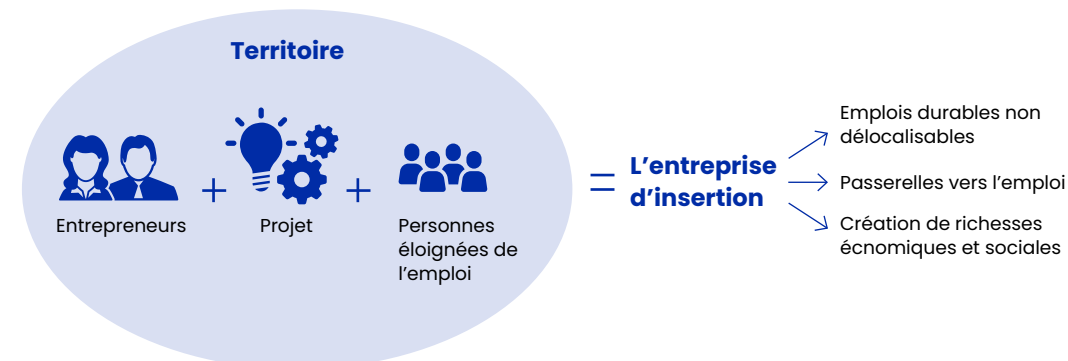 Territoire
+
+
Entrepreneurs
Projet
Personnes
éloignées de
l'emploi
=
L'entreprise
d'insertion
Emplois durables non
délocalisables
Passerelles vers l'emploi
Création de richesses
écnomiques et sociales